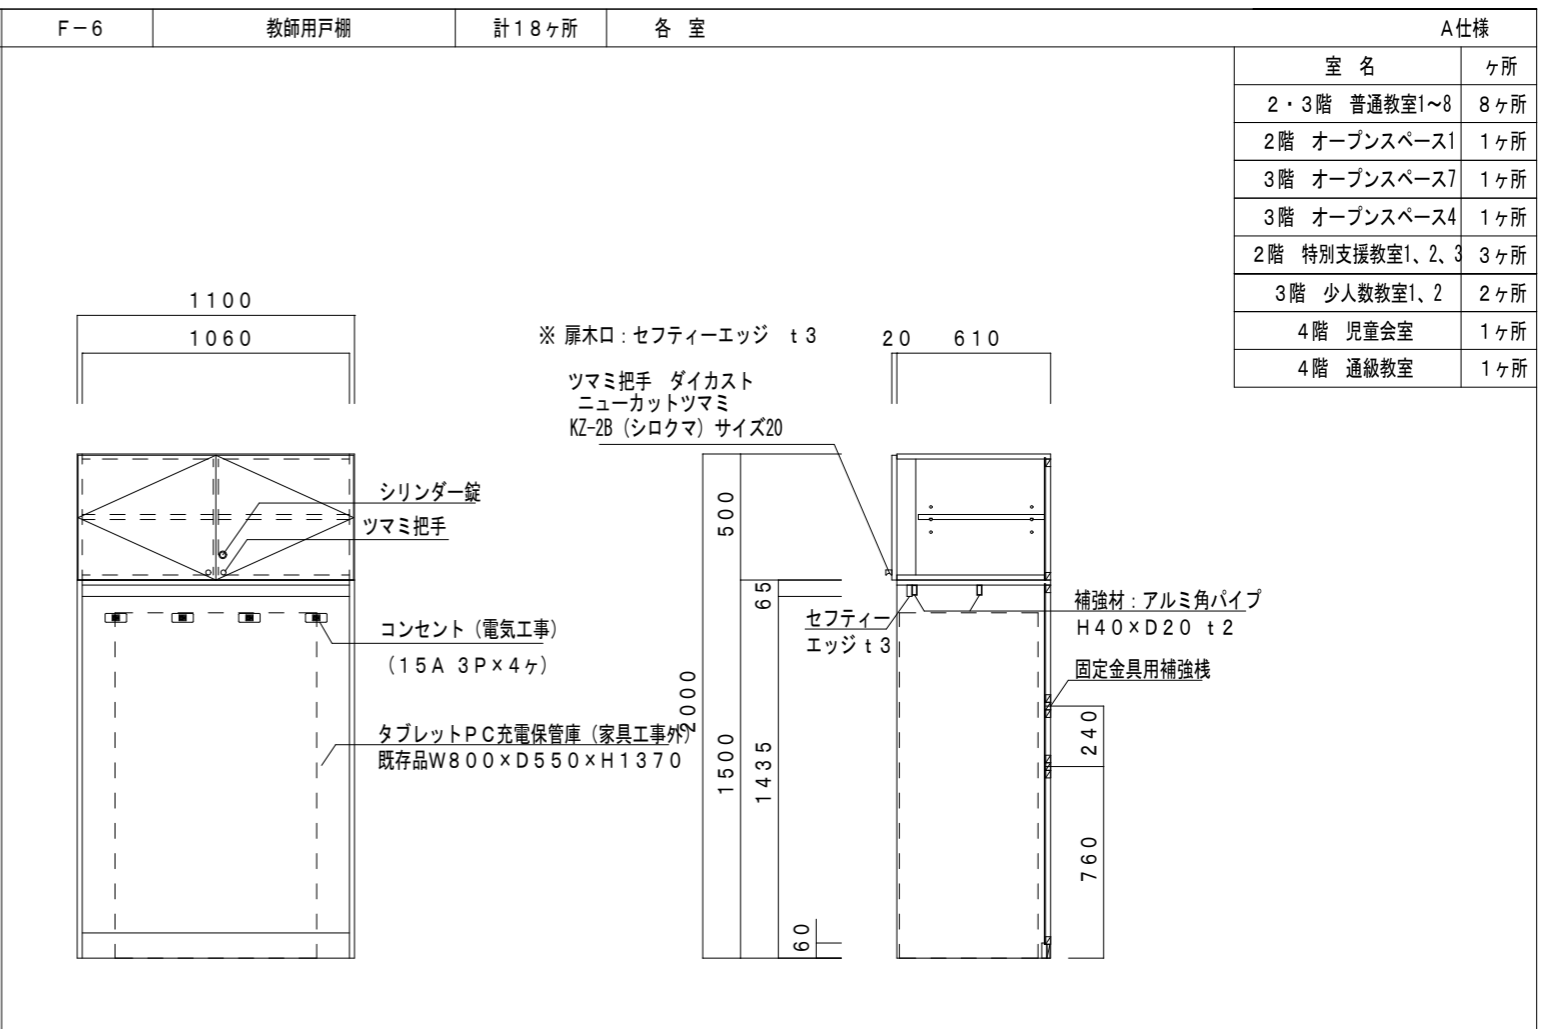 Ｆ－６ 教師用戸棚 計１８ヶ所 各　室 Ａ仕様
室　名 ヶ所
２・３階　普通教室1～8 ８ヶ所
２階　オープンスペース1 １ヶ所
３階　オープンスペース7 １ヶ所
３階　オープンスペース4 １ヶ所
２階　特別支援教室1、2、3 ３ヶ所
３階　少人数教室1、2 ２ヶ所
４階　児童会室 １ヶ所
４階　通級教室 １ヶ所
１１００
１０６０
シリンダー錠
ツマミ把手
コンセント（電気工事）
（１５Ａ ３Ｐ×４ヶ）
タブレットＰＣ充電保管庫（家具工事外）
既存品Ｗ８００×Ｄ５５０×Ｈ１３７０
※ 扉木口：セフティーエッジ　ｔ３
ツマミ把手　ダイカスト
ニューカットツマミ
KZ-2B（シロクマ）サイズ20
２０ ６１０
５００
６５
２０００
１５００
１４３５
６０
セフティー
エッジｔ３
補強材：アルミ角パイプ
Ｈ４０×Ｄ２０ ｔ２
固定金具用補強桟
２４０
７６０